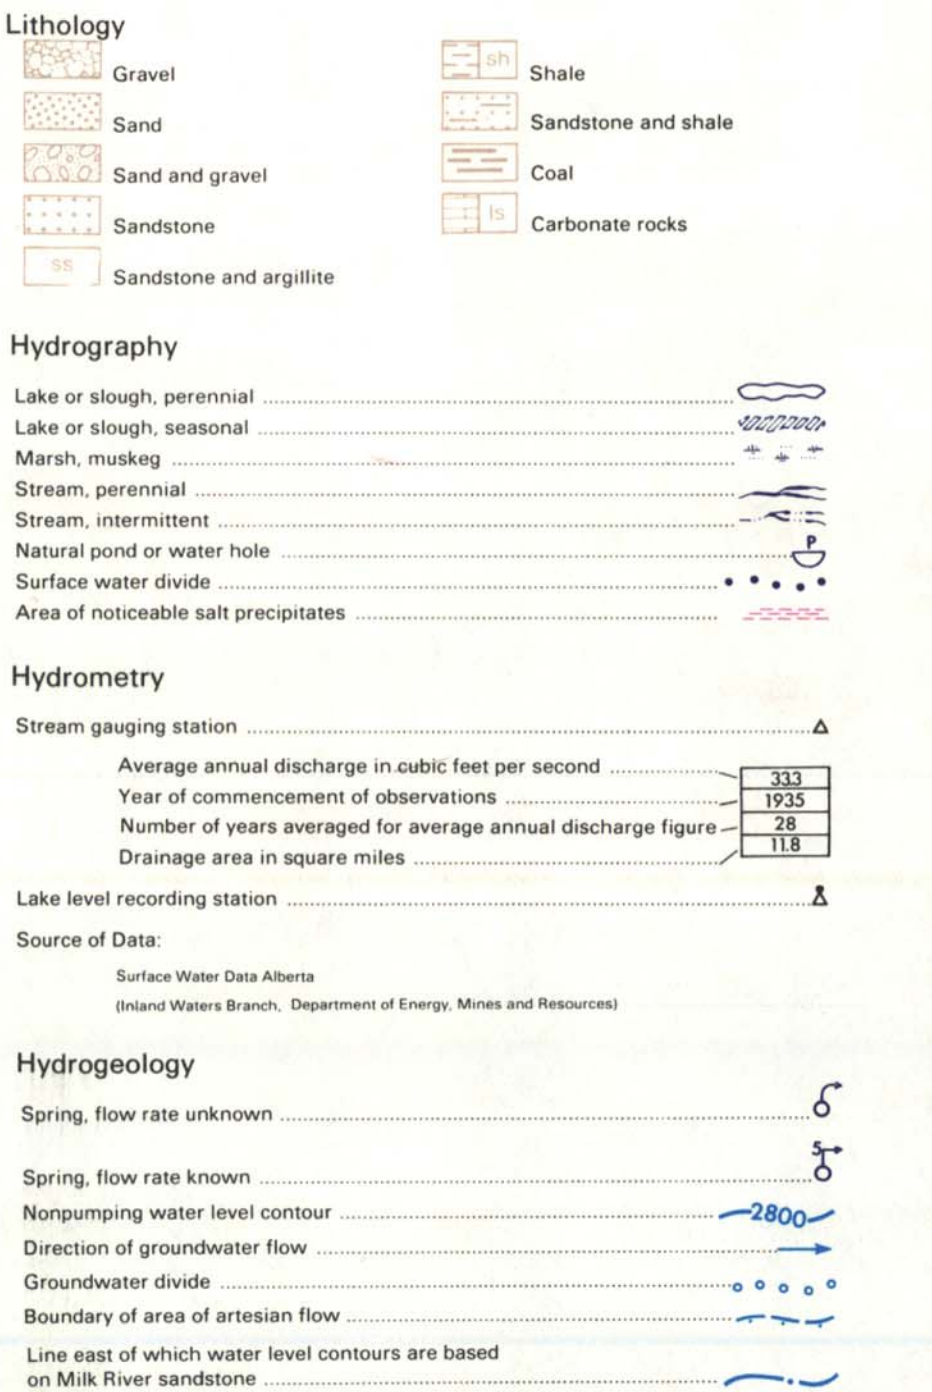 Lithology
Gravel
Sand
Sand and gravel
Sandstone
ss
Sandstone and argillite
sh
Shale
Sandstone and shale
Coal
ls
Carbonate rocks
Hydrography
Lake or slough, perennial
Lake or slough, seasonal
Marsh, muskeg
Stream, perennial
Stream, intermittent
Natural pond or water hole P
Surface water divide
Area of noticeable salt precipitates
Hydrometry
Stream gauging station
Average annual discharge in cubic feet per second 33.3
Year of commencement of observations 1935
Number of years averaged for average annual discharge figure 28
Drainage area in square miles 11.8
Lake level recording station
Source of Data:
Surface Water Data Alberta
(Inland Waters Branch, Department of Energy, Mines and Resources)
Hydrogeology
Spring, flow rate unknown
Spring, flow rate known 5
Nonpumping water level contour 2800
Direction of groundwater flow
Groundwater divide
Boundary of area of artesian flow
Line east of which water level contours are based
on Milk River sandstone